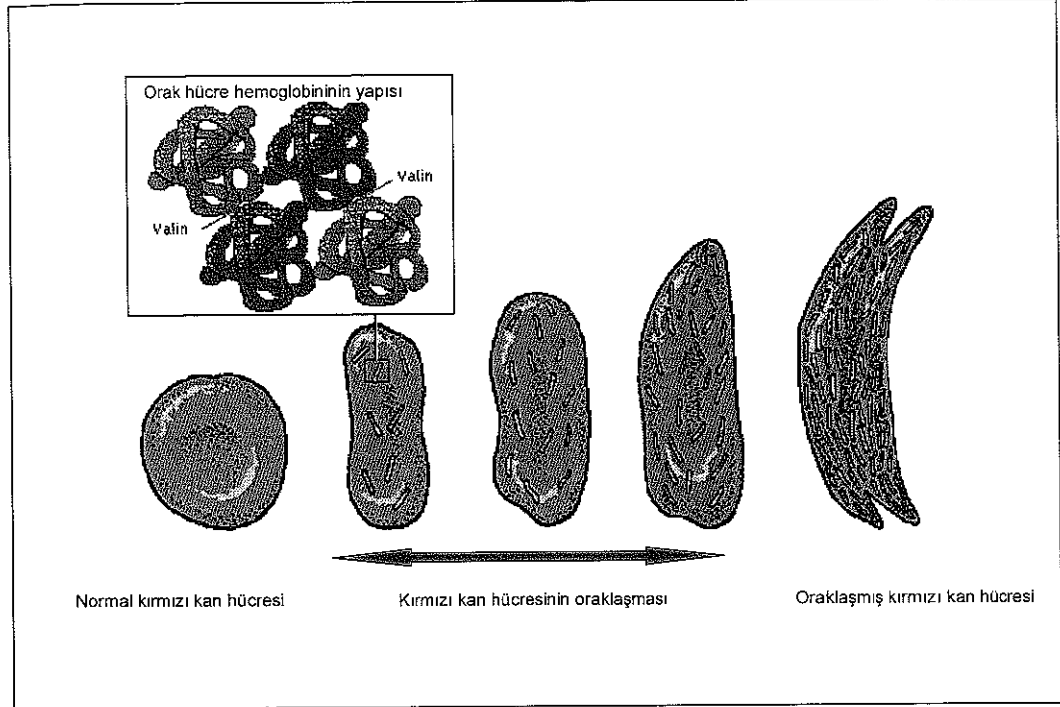 Orak hücre hemoglobininin yapısı
Valin
Valin
Normal kırmızı kan hücresi
Kırmızı kan hücresinin oraklaşması
Oraklaşmış kırmızı kan hücresi